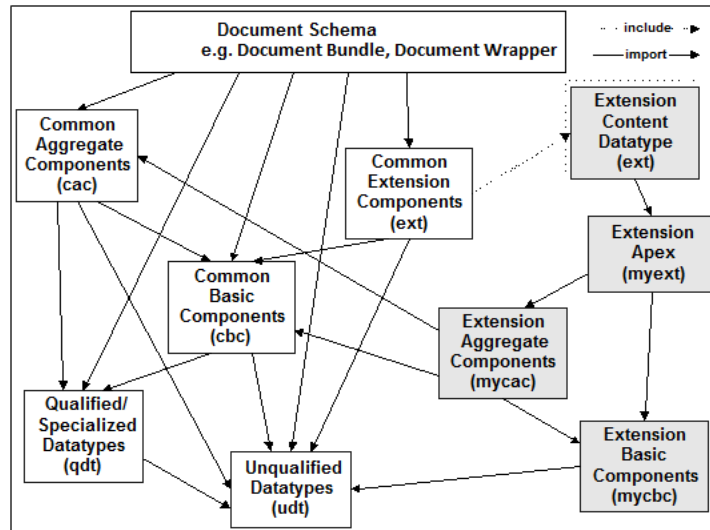 Document Schema
e.g. Document Bundle, Document Wrapper
include
import
Common
Aggregate
Components
(cac)
Common
Extension
Components
(ext)
Extension
Content
Datatype
(ext)
Extension
Apex
(myext)
Common
Basic
Components
(cbc)
Extension
Aggregate
Components
(mycac)
Qualified/
Specialized
Datatypes
(qdt)
Unqualified
Datatypes
(udt)
Extension
Basic
Components
(mycbc)